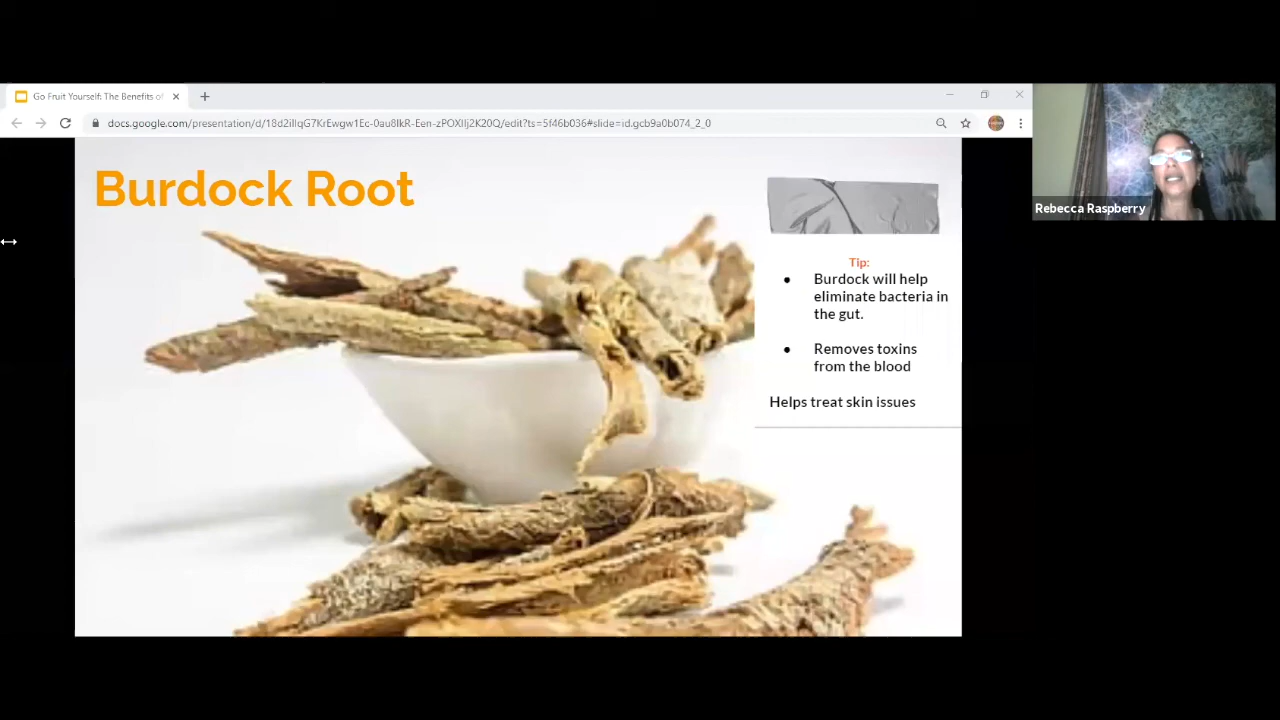 Go Fruit Yourself: The Benefits of
docs.google.com/presentation/d/18d2iIlqG7KrEwgw1Ec-0au8lkR-Een-zPOXIIj2K20Q/edit?ts=5f46b036#slide=id.gcb9a0b074_2_0
Burdock Root
Tip:
● Burdock will help
eliminate bacteria in
the gut.
● Removes toxins
from the blood
Helps treat skin issues
Rebecca Raspberry